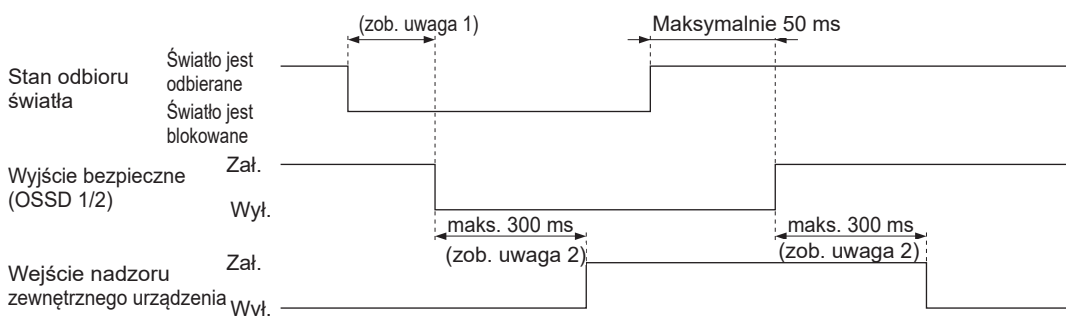 (zob. uwaga 1)
Maksymalnie 50 ms
Stan odbioru
światła
Światło jest
odbierane
Światło jest
blokowane
Wyjście bezpieczne
(OSSD 1/2)
Zał.
Wył.
maks. 300 ms
(zob. uwaga 2)
maks. 300 ms
(zob. uwaga 2)
Wejście nadzoru
zewnętrznego urządzenia
Zał.
Wył.